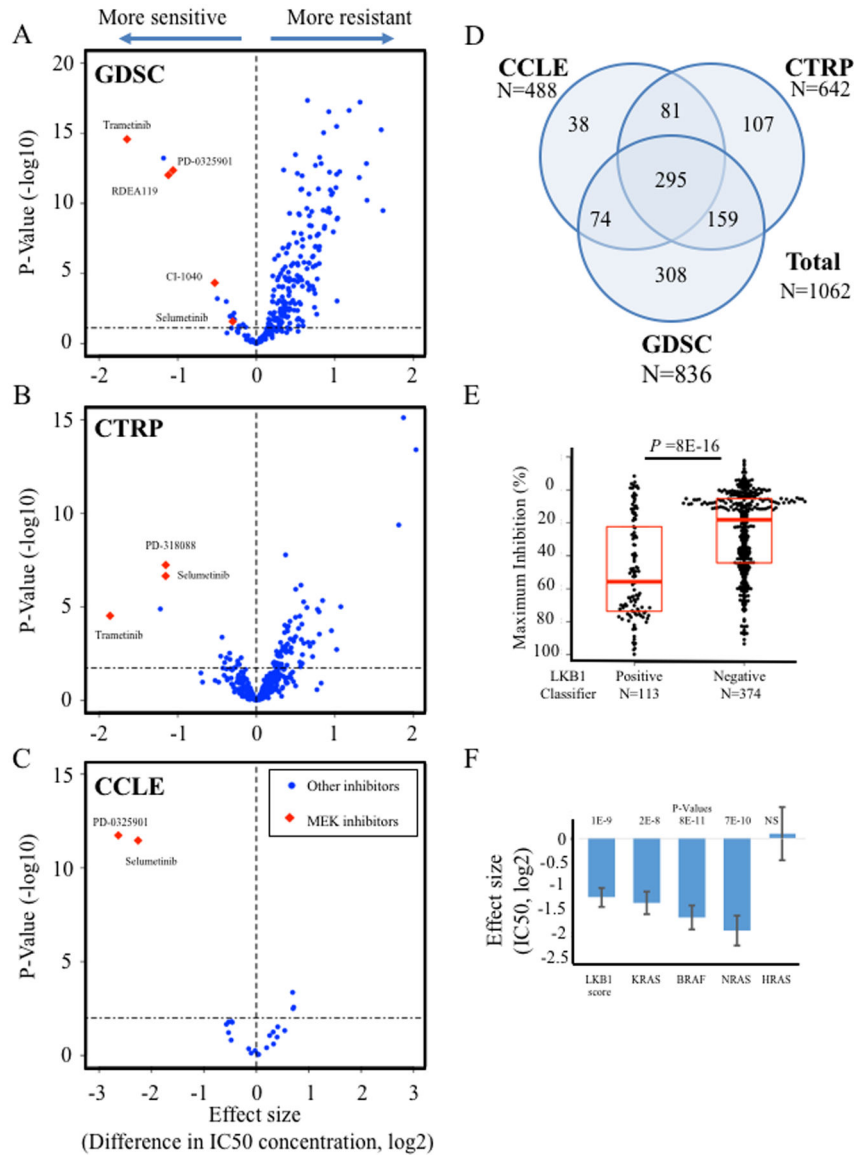 More sensitive
More resistant
A
GDSC
20
15
10
5
0
P-Value (-log10)
Trametinib
PD-0325901
RDEA119
CI-1040
Selumetinib
-2
-1
0
1
2
B
CTRP
15
10
5
0
P-Value (-log10)
PD-318088
Selumetinib
Trametinib
-2
-1
0
1
2
C
CCLE
15
10
5
0
P-Value (-log10)
PD-0325901
Selumetinib
Other inhibitors
MEK inhibitors
-3
-2
-1
0
1
2
3
Effect size
(Difference in IC50 concentration, log2)
D
CCLE
N=488
CTRP
N=642
38
81
107
295
74
159
308
Total
N=1062
GDSC
N=836
E
P =8E-16
Maximum Inhibition (%)
0
20
40
60
80
100
LKB1
Classifier
Positive
N=113
Negative
N=374
F
P-Values
1E-9
2E-8
8E-11
7E-10
NS
Effect size
(IC50, log2)
0
-0.5
-1
-1.5
-2
-2.5
LKB1
score
KRAS
BRAF
NRAS
HRAS